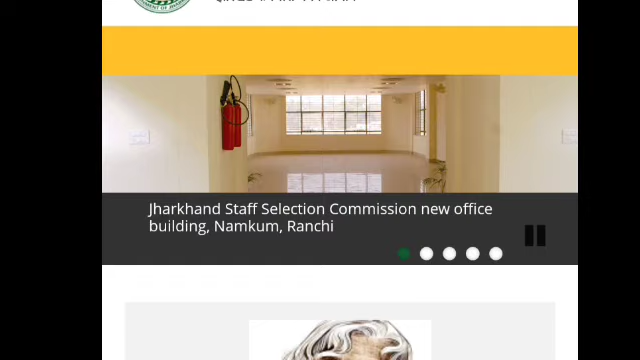 Jharkhand Staff Selection Commission new office
building, Namkum, Ranchi